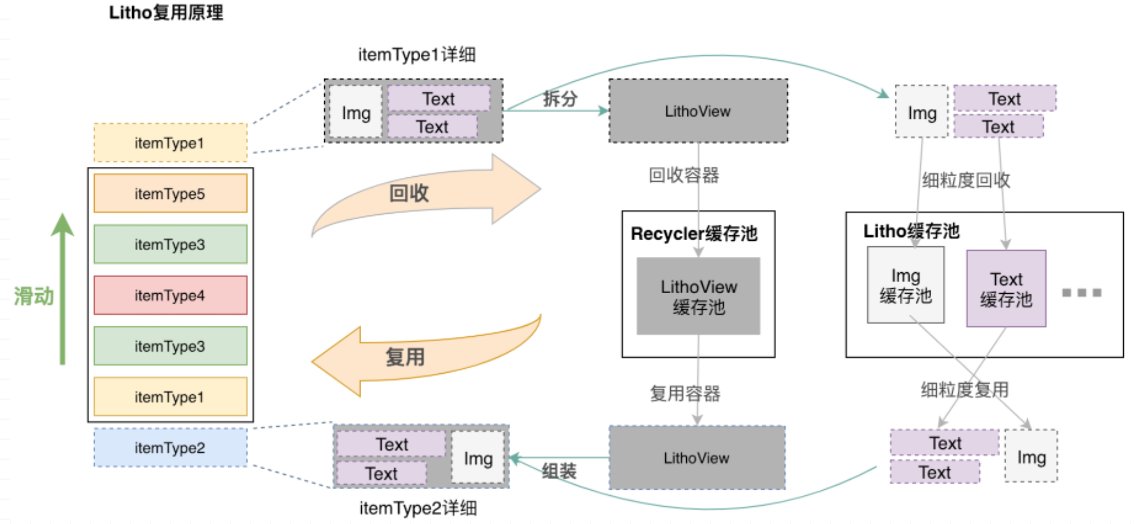 Litho复用原理
itemType1详细
Img
Text
Text
拆分
LithoView
Img
Text
Text
itemType1
itemType5
itemType3
itemType4
itemType3
itemType1
itemType2
滑动
回收
复用
回收容器
细粒度回收
Recycler缓存池
LithoView
缓存池
Litho缓存池
Img
缓存池
Text
缓存池
复用容器
细粒度复用
Text
Text
Img
组装
LithoView
Text
Text
Img
itemType2详细